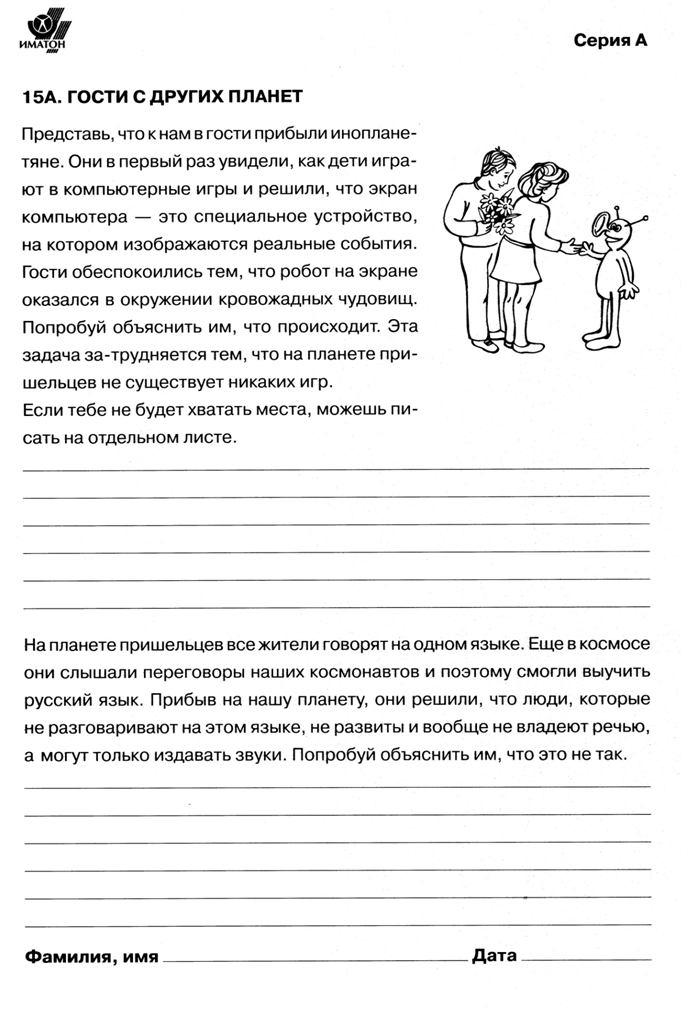 ИМАТОН
Серия А
15А. ГОСТИ С ДРУГИХ ПЛАНЕТ
Представь, что к нам в гости прибыли инопланe-
тяне. Они в первый раз увидели, как дети игра-
ют в компьютерные игры и решили, что экран
компьютера — это специальное устройство,
на котором изображаются реальные события.
Гости обеспокоились тем, что робот на экране
оказался в окружении кровожадных чудовищ.
Попробуй объяснить им, что происходит. Эта
задача за-трудняется тем, что на планете при-
шельцев не существует никаких игр.
Если тебе не будет хватать места, можешь пи-
сать на отдельном листе.
На планете пришельцев все жители говорят на одном языке. Еще в космосе
они слышали переговоры наших космонавтов и поэтому смогли выучить
русский язык. Прибыв на нашу планету, они решили, что люди, которые
не разговаривают на этом языке, не развиты и вообще не владеют речью,
а могут только издавать звуки. Попробуй объяснить им, что это не так.
Фамилия, имя Дата